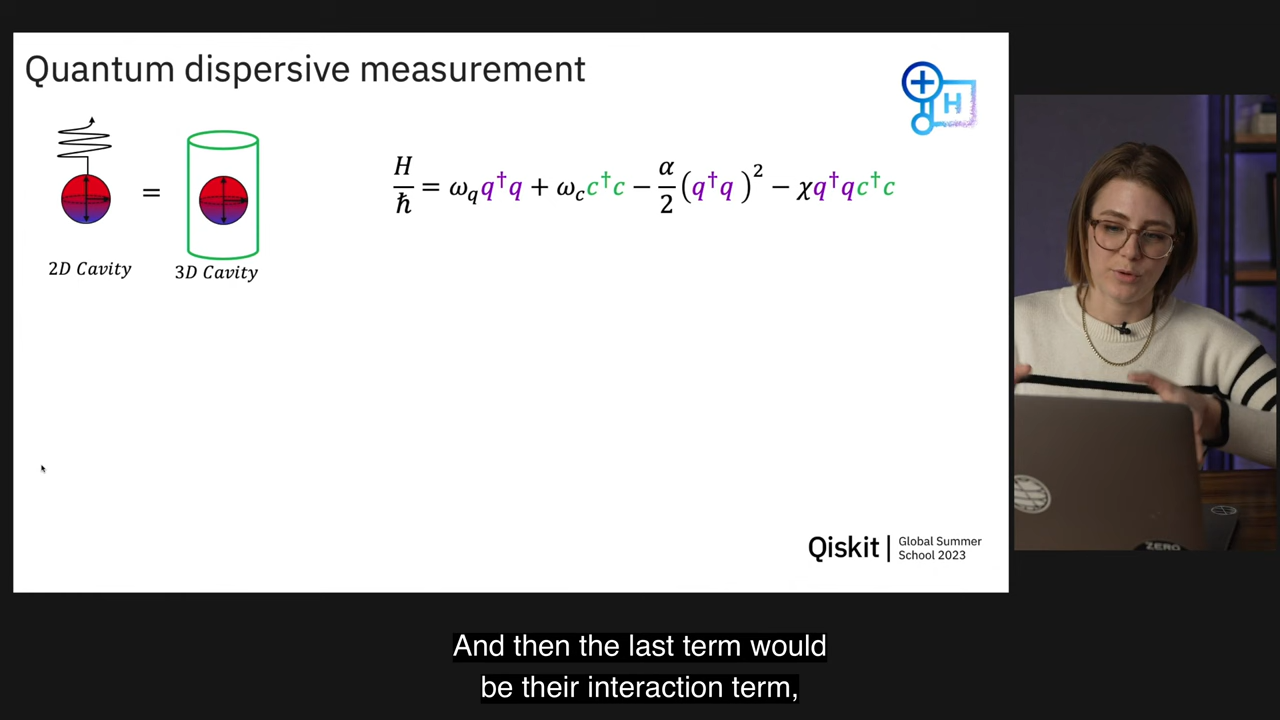 Quantum dispersive measurement
H/ħ = ω_q q†q + ω_c c†c − α/2 (q†q)² − χq†qc†c
H
=
2D Cavity
3D Cavity
Qiskit | Global Summer
School 2023
ZERO
And then the last term would
be their interaction term,